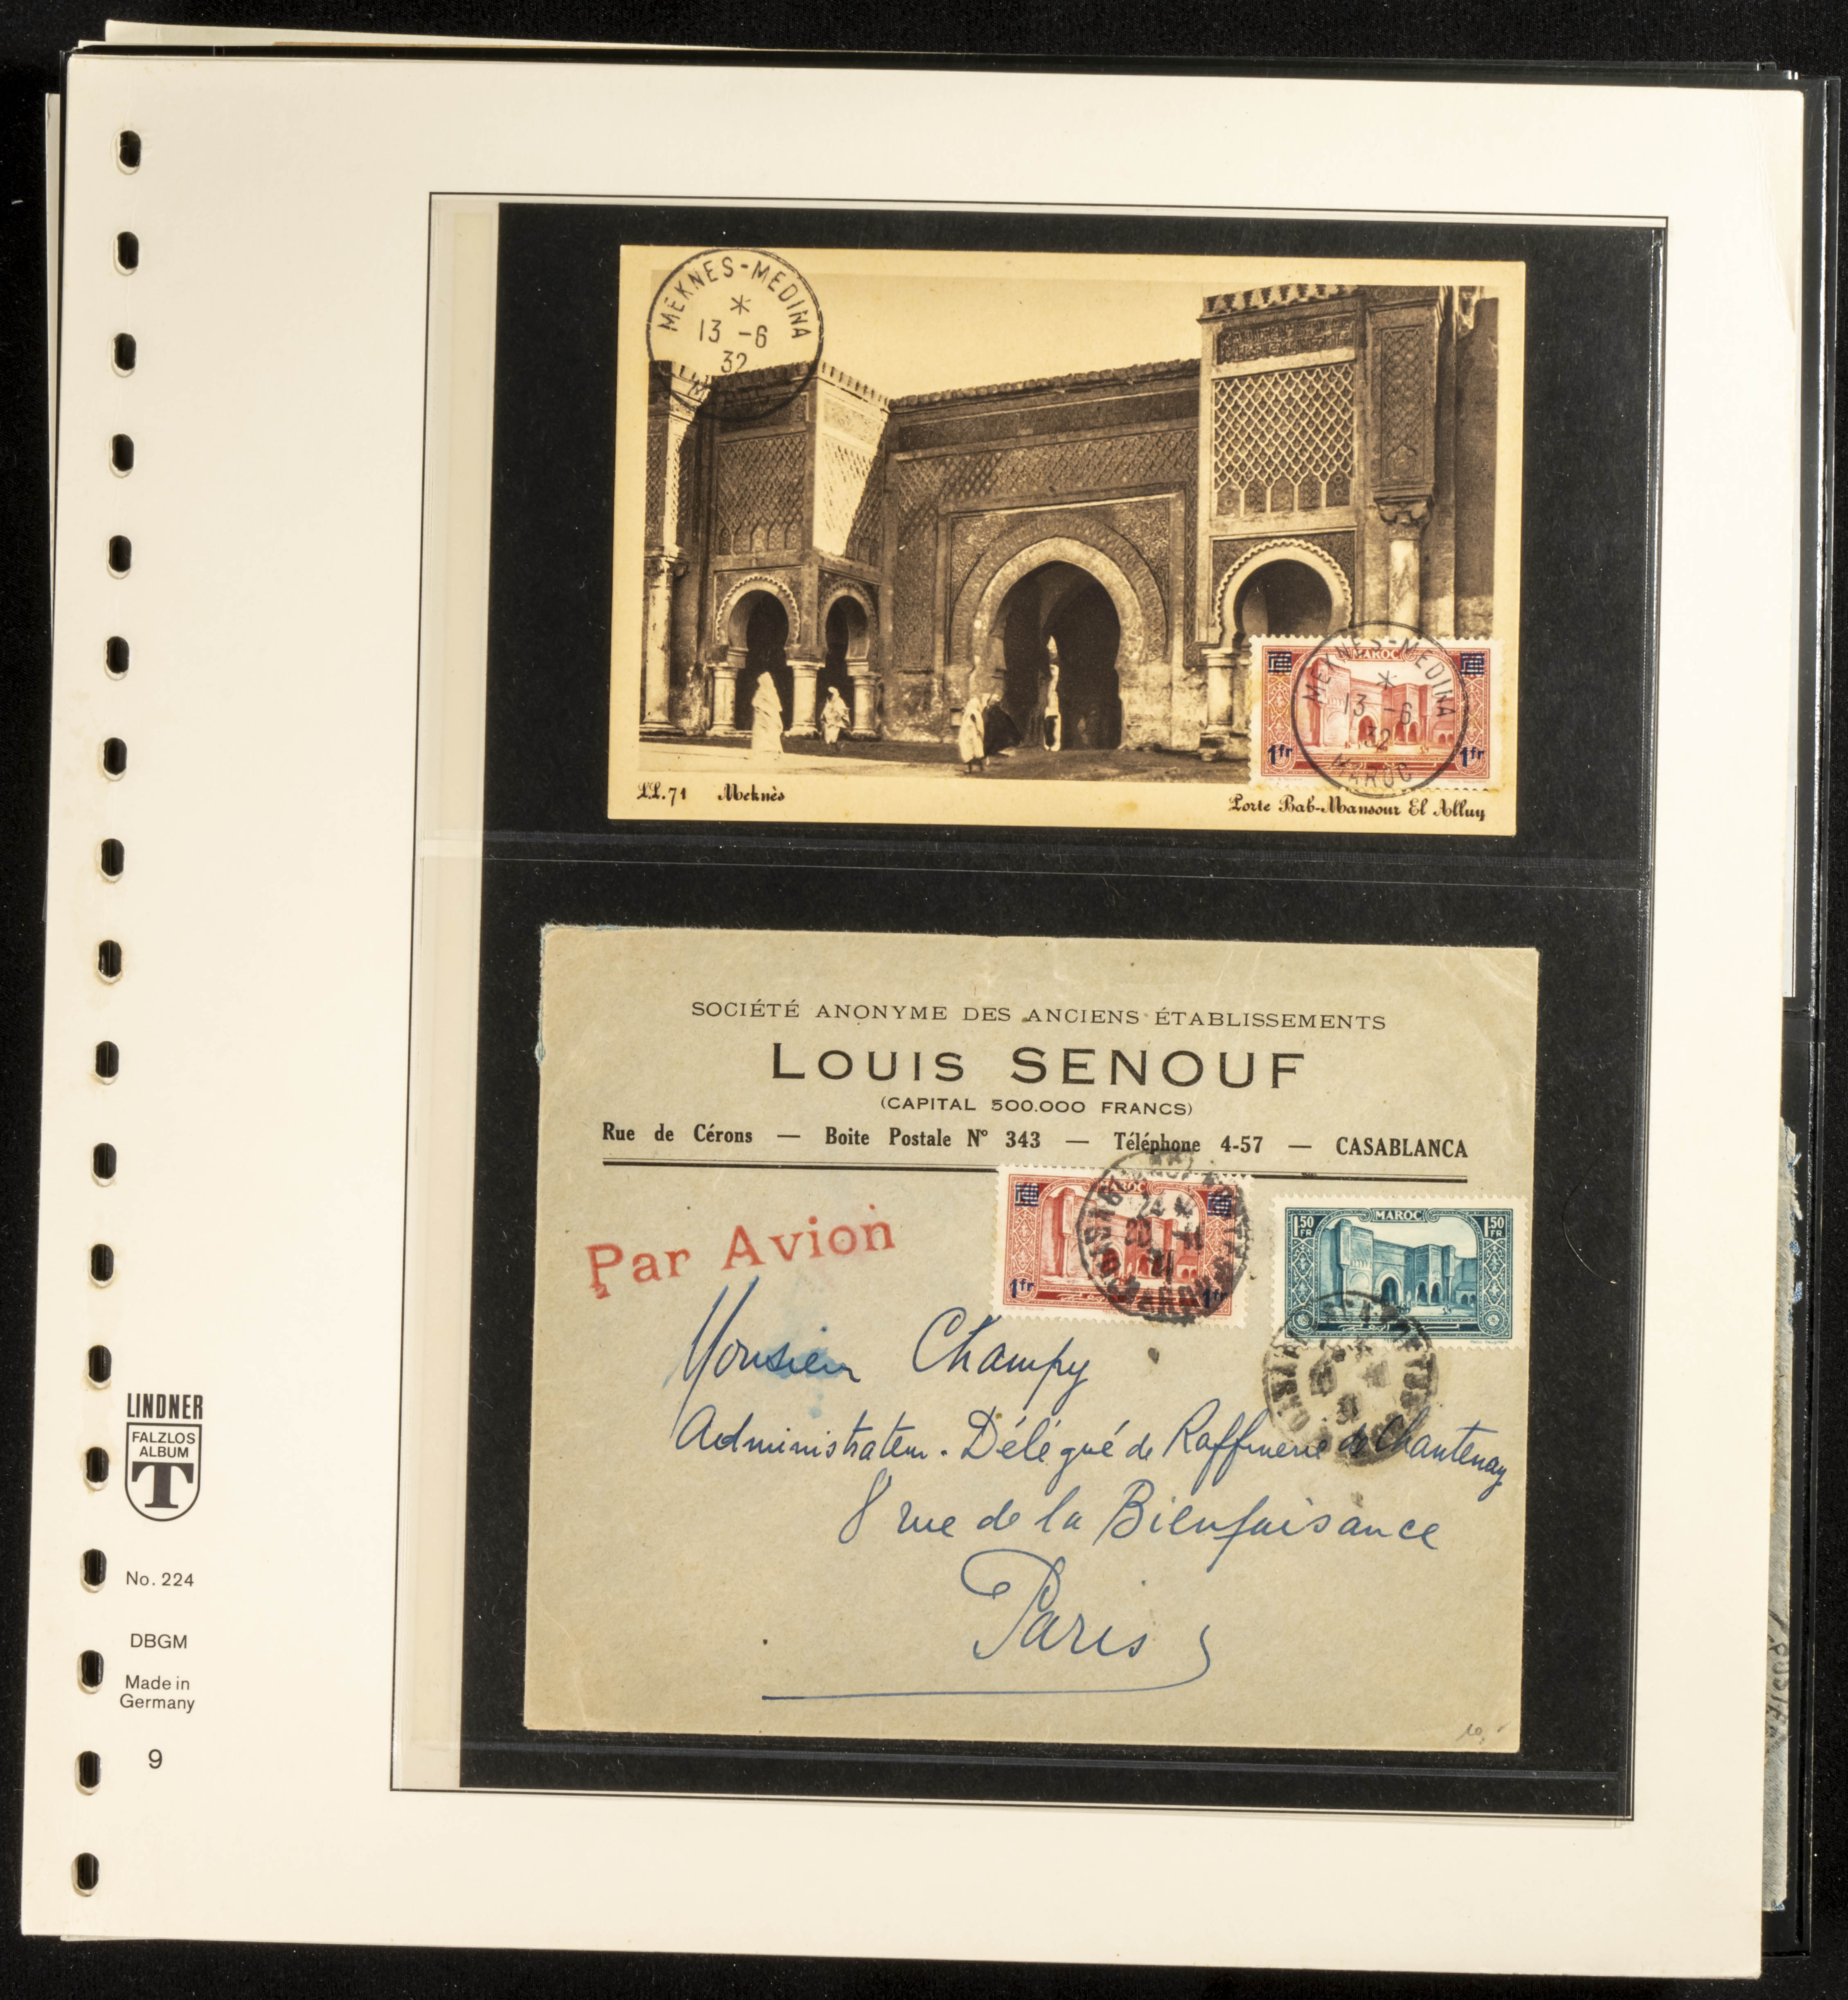 MEKNES-MEDINA
*
13 -6
32
MAROC
MEKNES-MEDINA
*
13 -6
32
MAROC
1fr 1fr
LL.71 Meknès
Porte Bab-Mansour El Alluy
SOCIÉTÉ ANONYME DES ANCIENS ÉTABLISSEMENTS
LOUIS SENOUF
(CAPITAL 500.000 FRANCS)
Rue de Cérons — Boite Postale N° 343 — Téléphone 4-57 — CASABLANCA
Par Avion
MAROC
1fr 1fr
1.50 FR MAROC 1.50 FR
31
Monsieur Champy
Administrateur-Délégué de Raffinerie de Chantenay
8 rue de la Bienfaisance
Paris
10,
LINDNER
FALZLOS
ALBUM
T
No. 224
DBGM
Made in
Germany
9